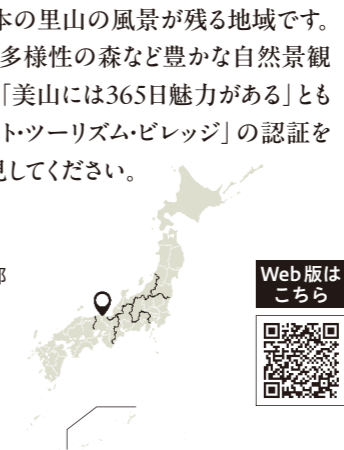 本の里山の風景が残る地域です。
多様性の森など豊かな自然景観
「美山には365日魅力がある」とも
ト・ツーリズム・ビレッジ」の認証を
見してください。
部
Web版は
こちら